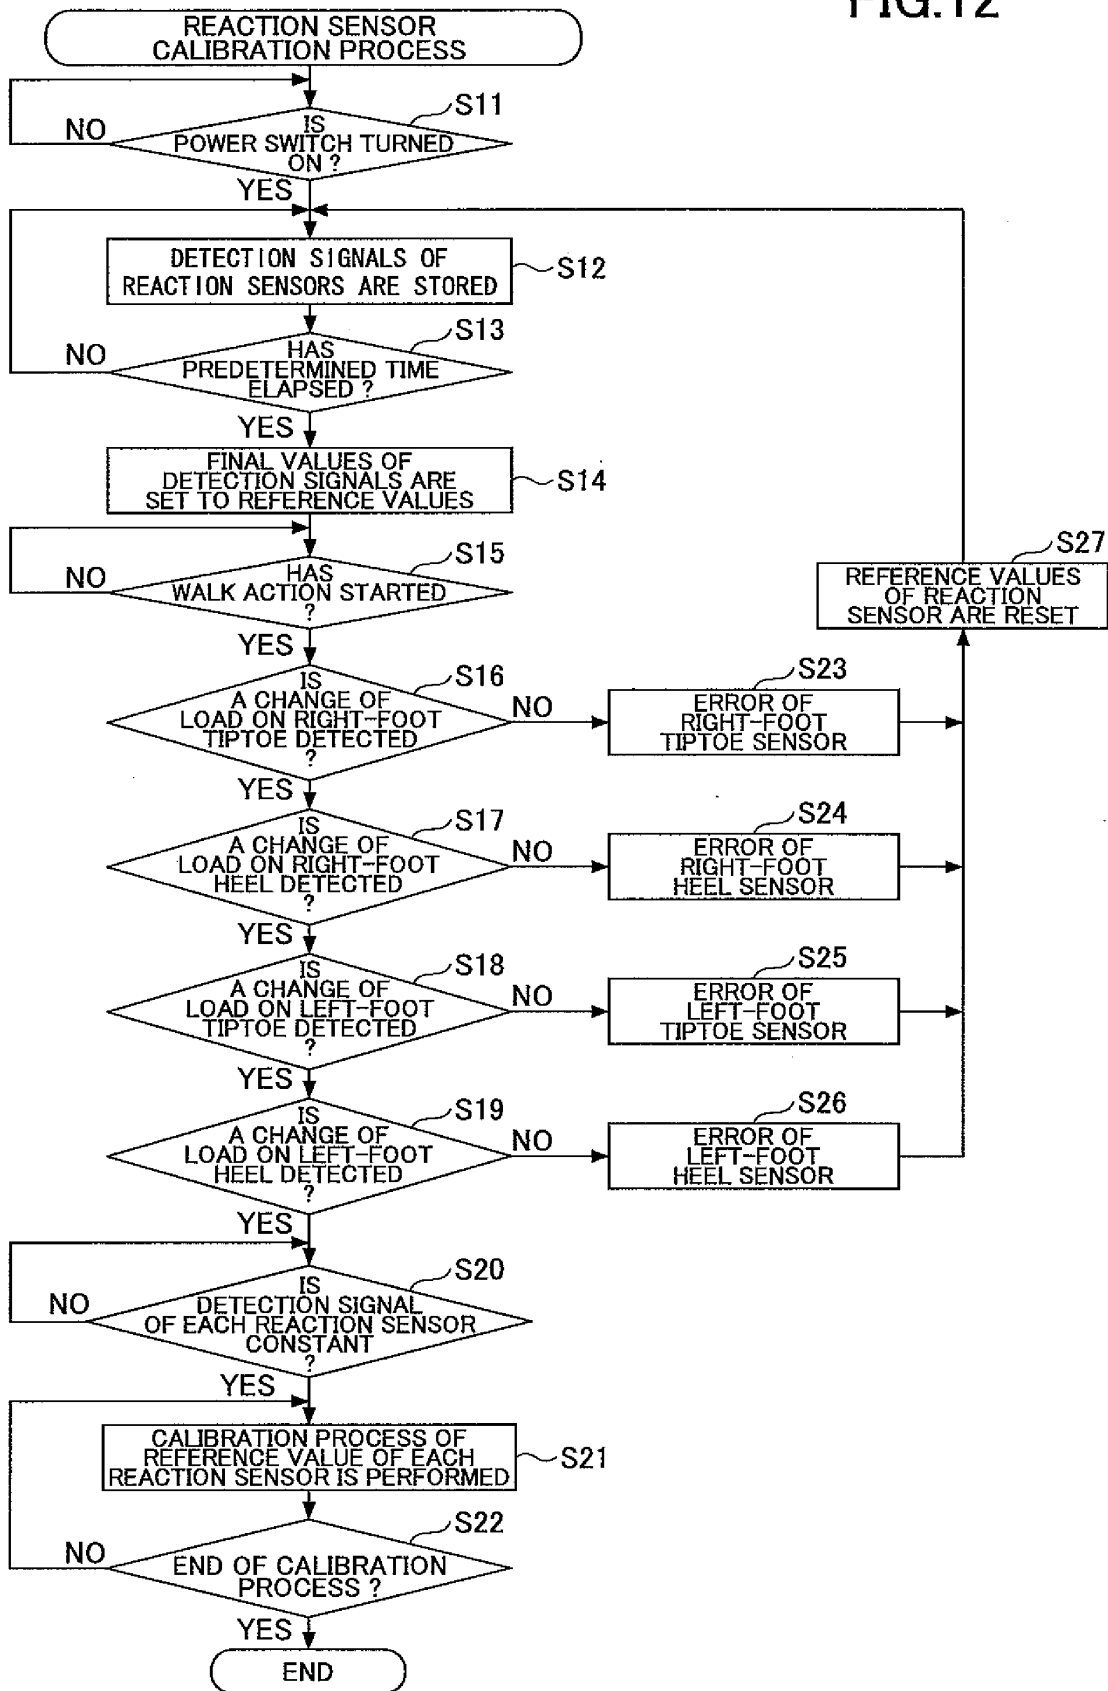 FIG.12
REACTION SENSOR
CALIBRATION PROCESS
S11
IS
POWER SWITCH TURNED
ON ?
NO
YES
DETECTION SIGNALS OF
REACTION SENSORS ARE STORED
S12
S13
HAS
PREDETERMINED TIME
ELAPSED ?
NO
YES
FINAL VALUES OF
DETECTION SIGNALS ARE
SET TO REFERENCE VALUES
S14
S15
HAS
WALK ACTION STARTED
?
NO
YES
S27
REFERENCE VALUES
OF REACTION
SENSOR ARE RESET
S16
IS
A CHANGE OF
LOAD ON RIGHT-FOOT
TIPTOE DETECTED
?
NO
YES
S23
ERROR OF
RIGHT-FOOT
TIPTOE SENSOR
S17
IS
A CHANGE OF
LOAD ON RIGHT-FOOT
HEEL DETECTED
?
NO
YES
S24
ERROR OF
RIGHT-FOOT
HEEL SENSOR
S18
IS
A CHANGE OF
LOAD ON LEFT-FOOT
TIPTOE DETECTED
?
NO
YES
S25
ERROR OF
LEFT-FOOT
TIPTOE SENSOR
S19
IS
A CHANGE OF
LOAD ON LEFT-FOOT
HEEL DETECTED
?
NO
YES
S26
ERROR OF
LEFT-FOOT
HEEL SENSOR
S20
IS
DETECTION SIGNAL
OF EACH REACTION SENSOR
CONSTANT
?
NO
YES
CALIBRATION PROCESS OF
REFERENCE VALUE OF EACH
REACTION SENSOR IS PERFORMED
S21
S22
END OF CALIBRATION
PROCESS ?
NO
YES
END